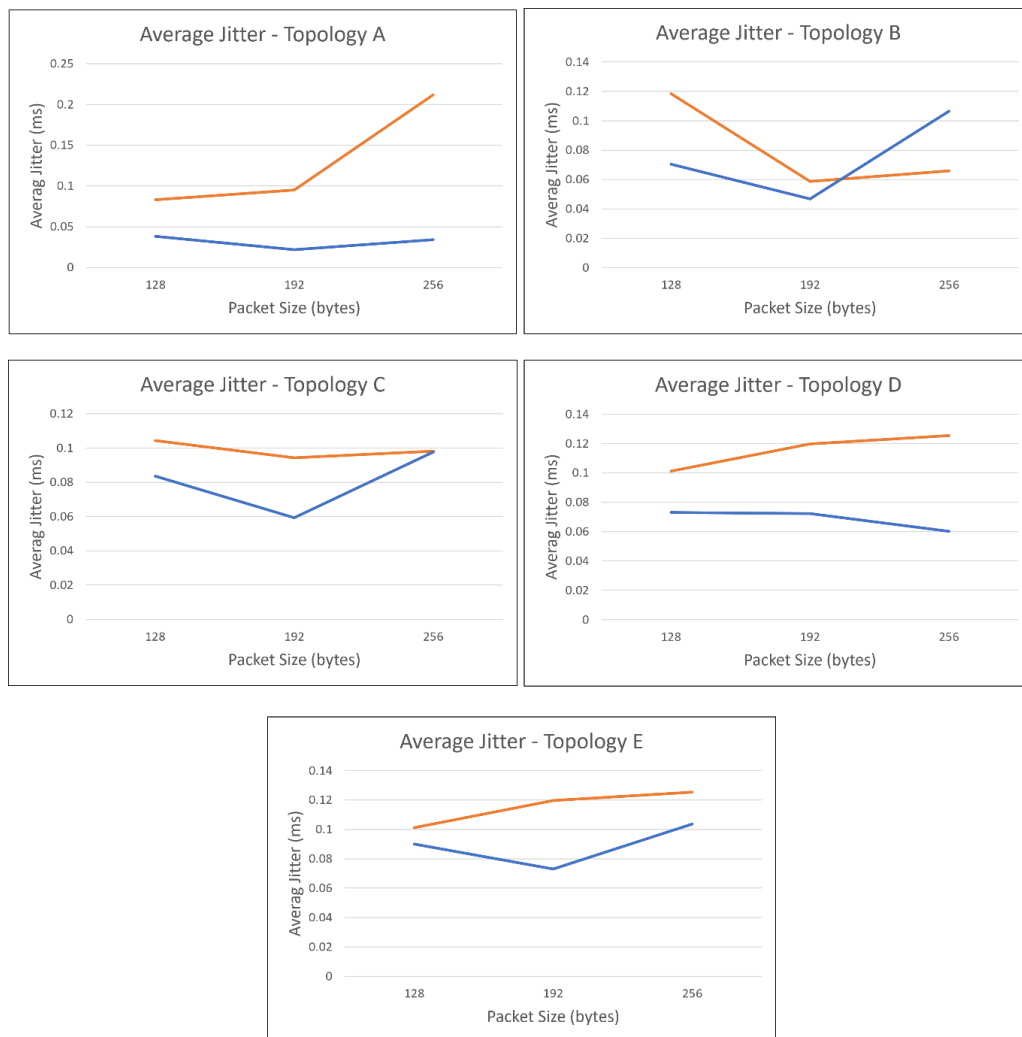 Average Jitter - Topology A
0.25
0.2
0.15
0.1
0.05
0
Averag Jitter (ms)
128 192 256
Packet Size (bytes)
Average Jitter - Topology B
0.14
0.12
0.1
0.08
0.06
0.04
0.02
0
Averag Jitter (ms)
128 192 256
Packet Size (bytes)
Average Jitter - Topology C
0.12
0.1
0.08
0.06
0.04
0.02
0
Averag Jitter (ms)
128 192 256
Packet Size (bytes)
Average Jitter - Topology D
0.14
0.12
0.1
0.08
0.06
0.04
0.02
0
Averag Jitter (ms)
128 192 256
Packet Size (bytes)
Average Jitter - Topology E
0.14
0.12
0.1
0.08
0.06
0.04
0.02
0
Averag Jitter (ms)
128 192 256
Packet Size (bytes)